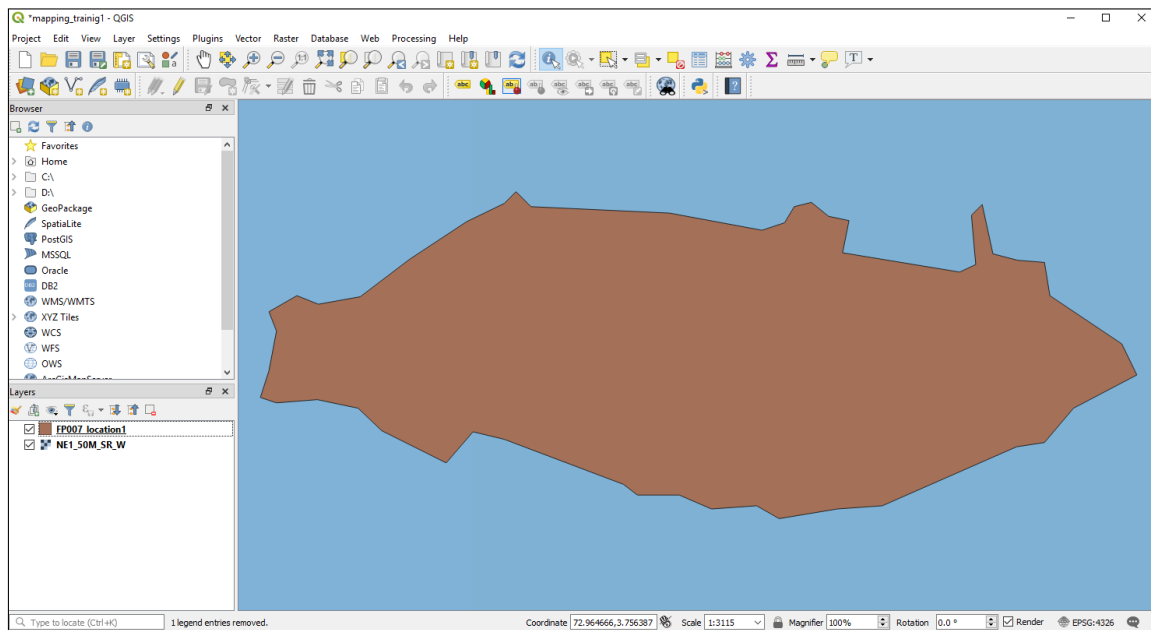 *mapping_trainig1 - QGIS
Project Edit View Layer Settings Plugins Vector Raster Database Web Processing Help
Browser
Favorites
Home
C:\
D:\
GeoPackage
SpatiaLite
PostGIS
MSSQL
Oracle
DB2
WMS/WMTS
XYZ Tiles
WCS
WFS
OWS
ArcGisMapServer
Layers
FP007_location1
NE1_50M_SR_W
Type to locate (Ctrl+K) 1 legend entries removed. Coordinate 72.964666,3.756387 Scale 1:3115 Magnifier 100% Rotation 0.0 ° Render EPSG:4326